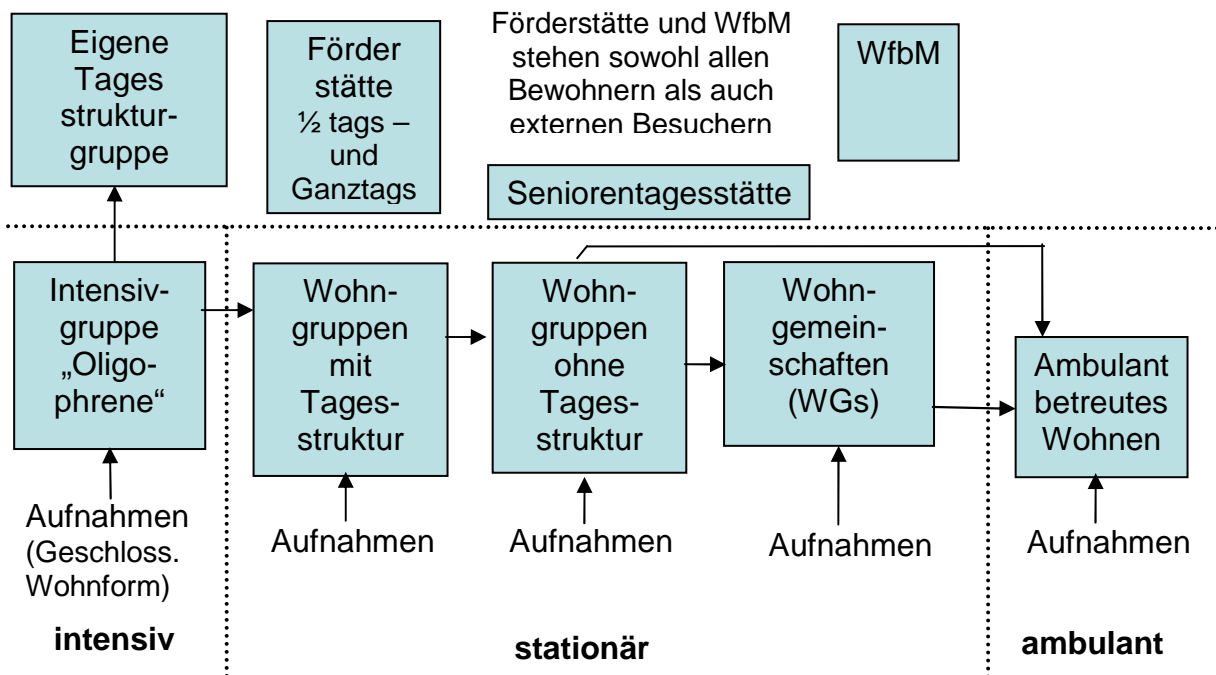 Eigene
Tages
struktur-
gruppe
Förder
stätte
½ tags –
und
Ganztags
Förderstätte und WfbM
stehen sowohl allen
Bewohnern als auch
externen Besuchern
WfbM
Seniorentagesstätte
Intensiv-
gruppe
„Oligo-
phrene“
Wohn-
gruppen
mit
Tages-
struktur
Wohn-
gruppen
ohne
Tages-
struktur
Wohn-
gemein-
schaften
(WGs)
Ambulant
betreutes
Wohnen
Aufnahmen
(Geschloss.
Wohnform)
Aufnahmen
Aufnahmen
Aufnahmen
Aufnahmen
intensiv
stationär
ambulant